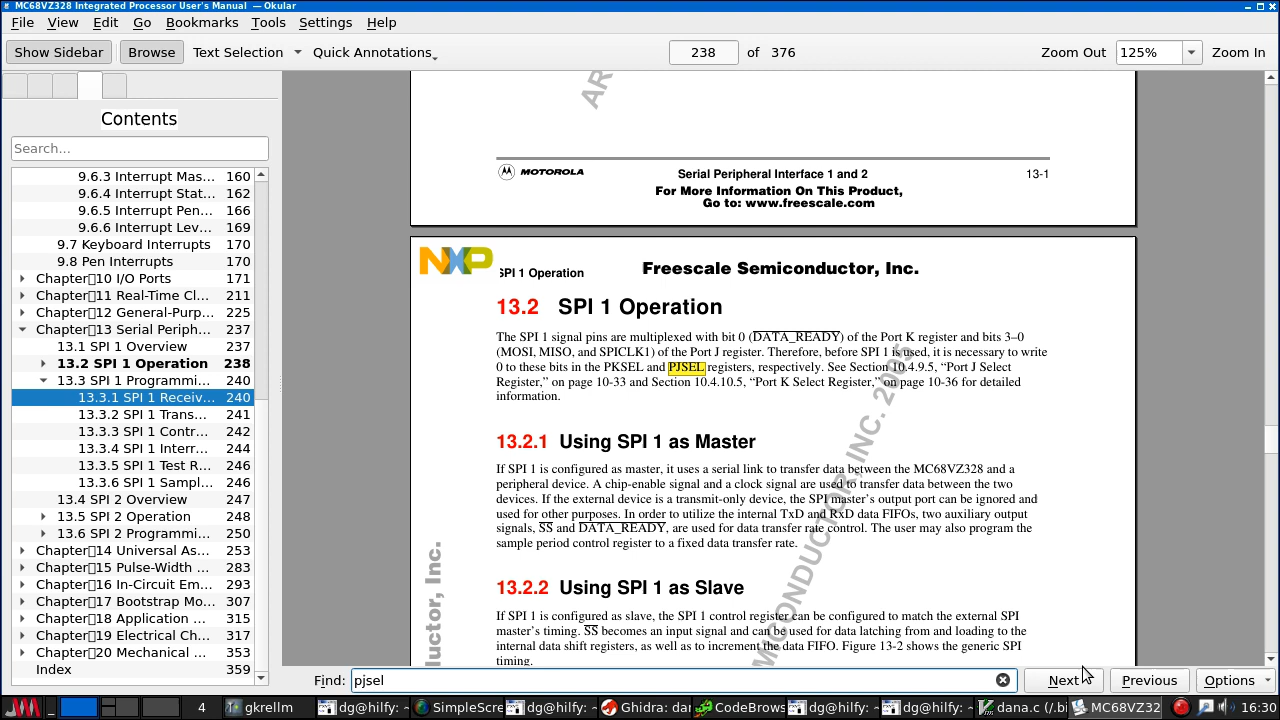 MC68VZ328 Integrated Processor User's Manual — Okular
File View Edit Go Bookmarks Tools Settings Help
Show Sidebar Browse Text Selection Quick Annotations 238 of 376 Zoom Out 125% Zoom In
Contents
Search...
9.6.3 Interrupt Mas... 160
9.6.4 Interrupt Stat... 162
9.6.5 Interrupt Pen... 166
9.6.6 Interrupt Lev... 169
9.7 Keyboard Interrupts 170
9.8 Pen Interrupts 170
Chapter 10 I/O Ports 171
Chapter 11 Real-Time Cl... 211
Chapter 12 General-Purp... 225
Chapter 13 Serial Periph... 237
13.1 SPI 1 Overview 237
13.2 SPI 1 Operation 238
13.3 SPI 1 Programmi... 240
13.3.1 SPI 1 Receiv... 240
13.3.2 SPI 1 Trans... 241
13.3.3 SPI 1 Contr... 242
13.3.4 SPI 1 Interr... 244
13.3.5 SPI 1 Test R... 246
13.3.6 SPI 1 Sampl... 246
13.4 SPI 2 Overview 247
13.5 SPI 2 Operation 248
13.6 SPI 2 Programmi... 250
Chapter 14 Universal As... 253
Chapter 15 Pulse-Width ... 283
Chapter 16 In-Circuit Em... 293
Chapter 17 Bootstrap Mo... 307
Chapter 18 Application ... 315
Chapter 19 Electrical Ch... 317
Chapter 20 Mechanical ... 353
Index 359
AR
MOTOROLA Serial Peripheral Interface 1 and 2 13-1
For More Information On This Product,
Go to: www.freescale.com
NXP
SPI 1 Operation Freescale Semiconductor, Inc.
13.2 SPI 1 Operation
The SPI 1 signal pins are multiplexed with bit 0 (DATA_READY) of the Port K register and bits 3–0
(MOSI, MISO, and SPICLK1) of the Port J register. Therefore, before SPI 1 is used, it is necessary to write
0 to these bits in the PKSEL and PJSEL registers, respectively. See Section 10.4.9.5, “Port J Select
Register,” on page 10-33 and Section 10.4.10.5, “Port K Select Register,” on page 10-36 for detailed
information.
13.2.1 Using SPI 1 as Master
If SPI 1 is configured as master, it uses a serial link to transfer data between the MC68VZ328 and a
peripheral device. A chip-enable signal and a clock signal are used to transfer data between the two
devices. If the external device is a transmit-only device, the SPI master’s output port can be ignored and
used for other purposes. In order to utilize the internal TxD and RxD data FIFOs, two auxiliary output
signals, SS and DATA_READY, are used for data transfer rate control. The user may also program the
sample period control register to a fixed data transfer rate.
13.2.2 Using SPI 1 as Slave
If SPI 1 is configured as slave, the SPI 1 control register can be configured to match the external SPI
master’s timing. SS becomes an input signal and can be used for data latching from and loading to the
internal data shift registers, as well as to increment the data FIFO. Figure 13-2 shows the generic SPI
timing.
ductor, Inc.
MICONDUCTOR, INC. 2005
Find: pjsel Next Previous Options
4 gkrellm dg@hilfy: ~ SimpleScre dg@hilfy: ~ Ghidra: dar CodeBrows dg@hilfy: ~ dg@hilfy: ~ dana.c (/.bi MC68VZ32 16:30